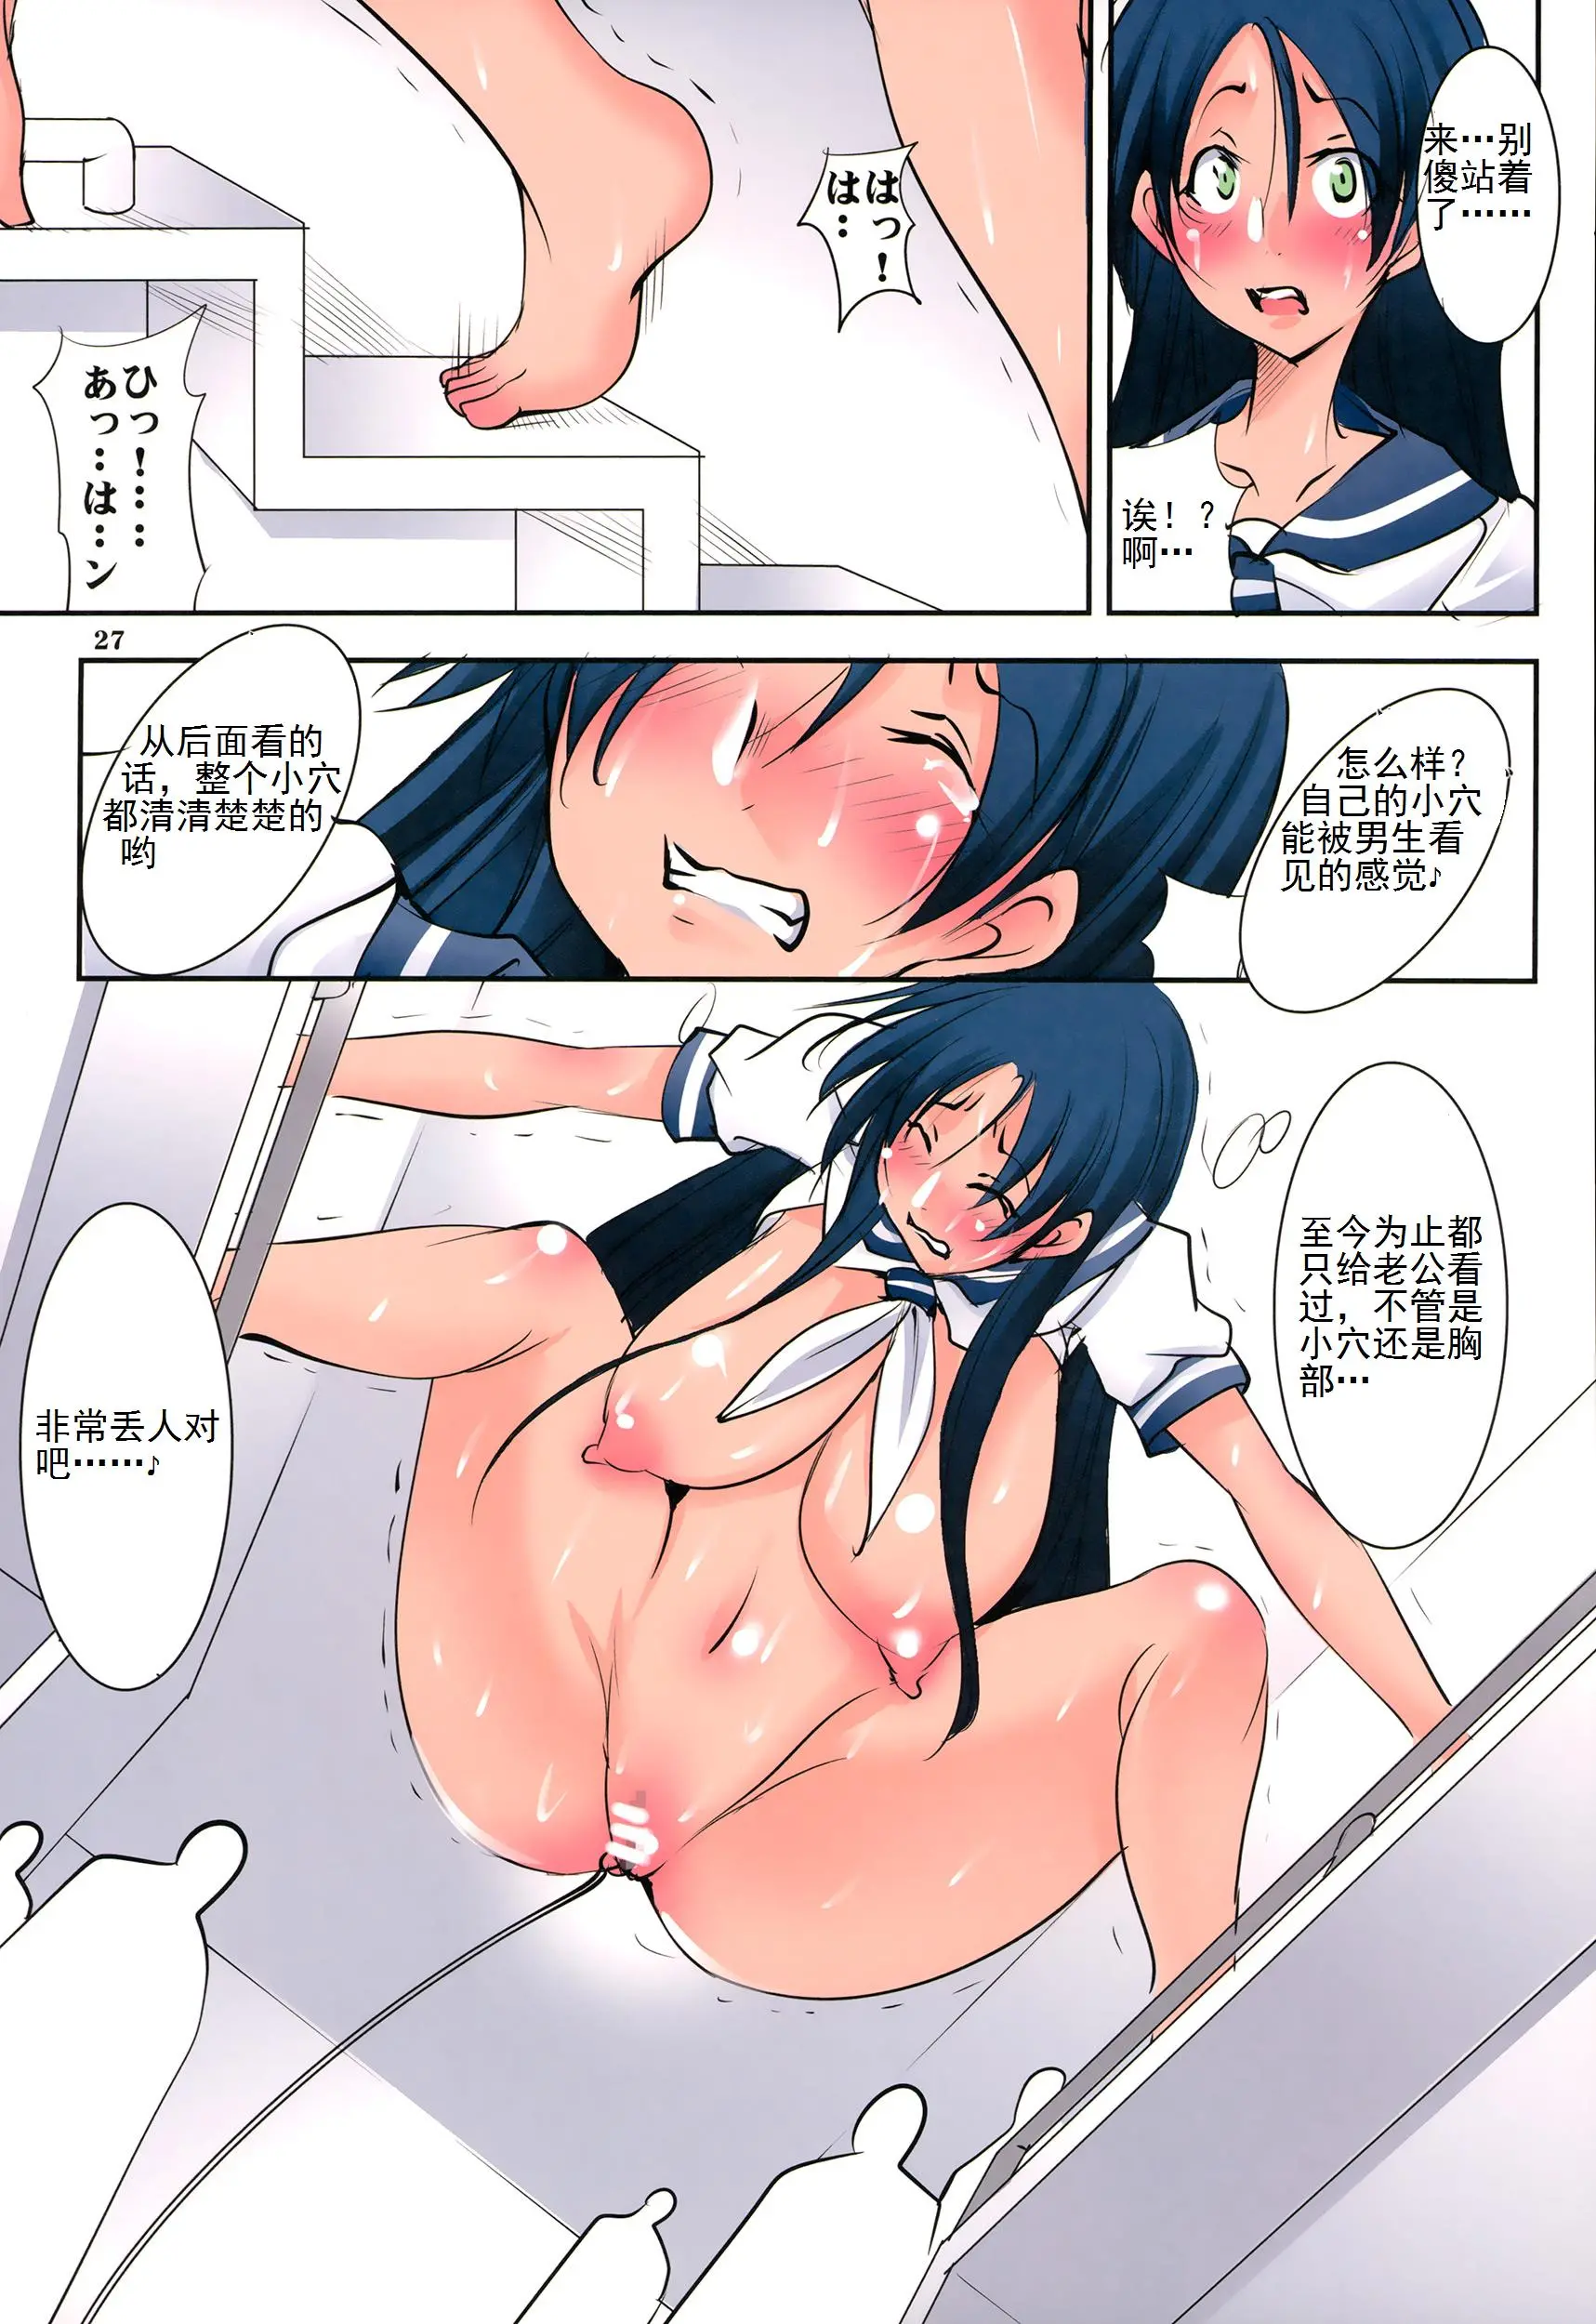 来…别
傻站着
了……
诶！？
啊…
はっ！
は…
ひっ！……
あっ…は…ン
27
怎么样？
自己的小穴
能被男生看
见的感觉♪
从后面看的
话，整个小穴
都清清楚楚的
哟
至今为止都
只给老公看
过，不管是
小穴还是胸
部…
非常丢人对
吧……♪